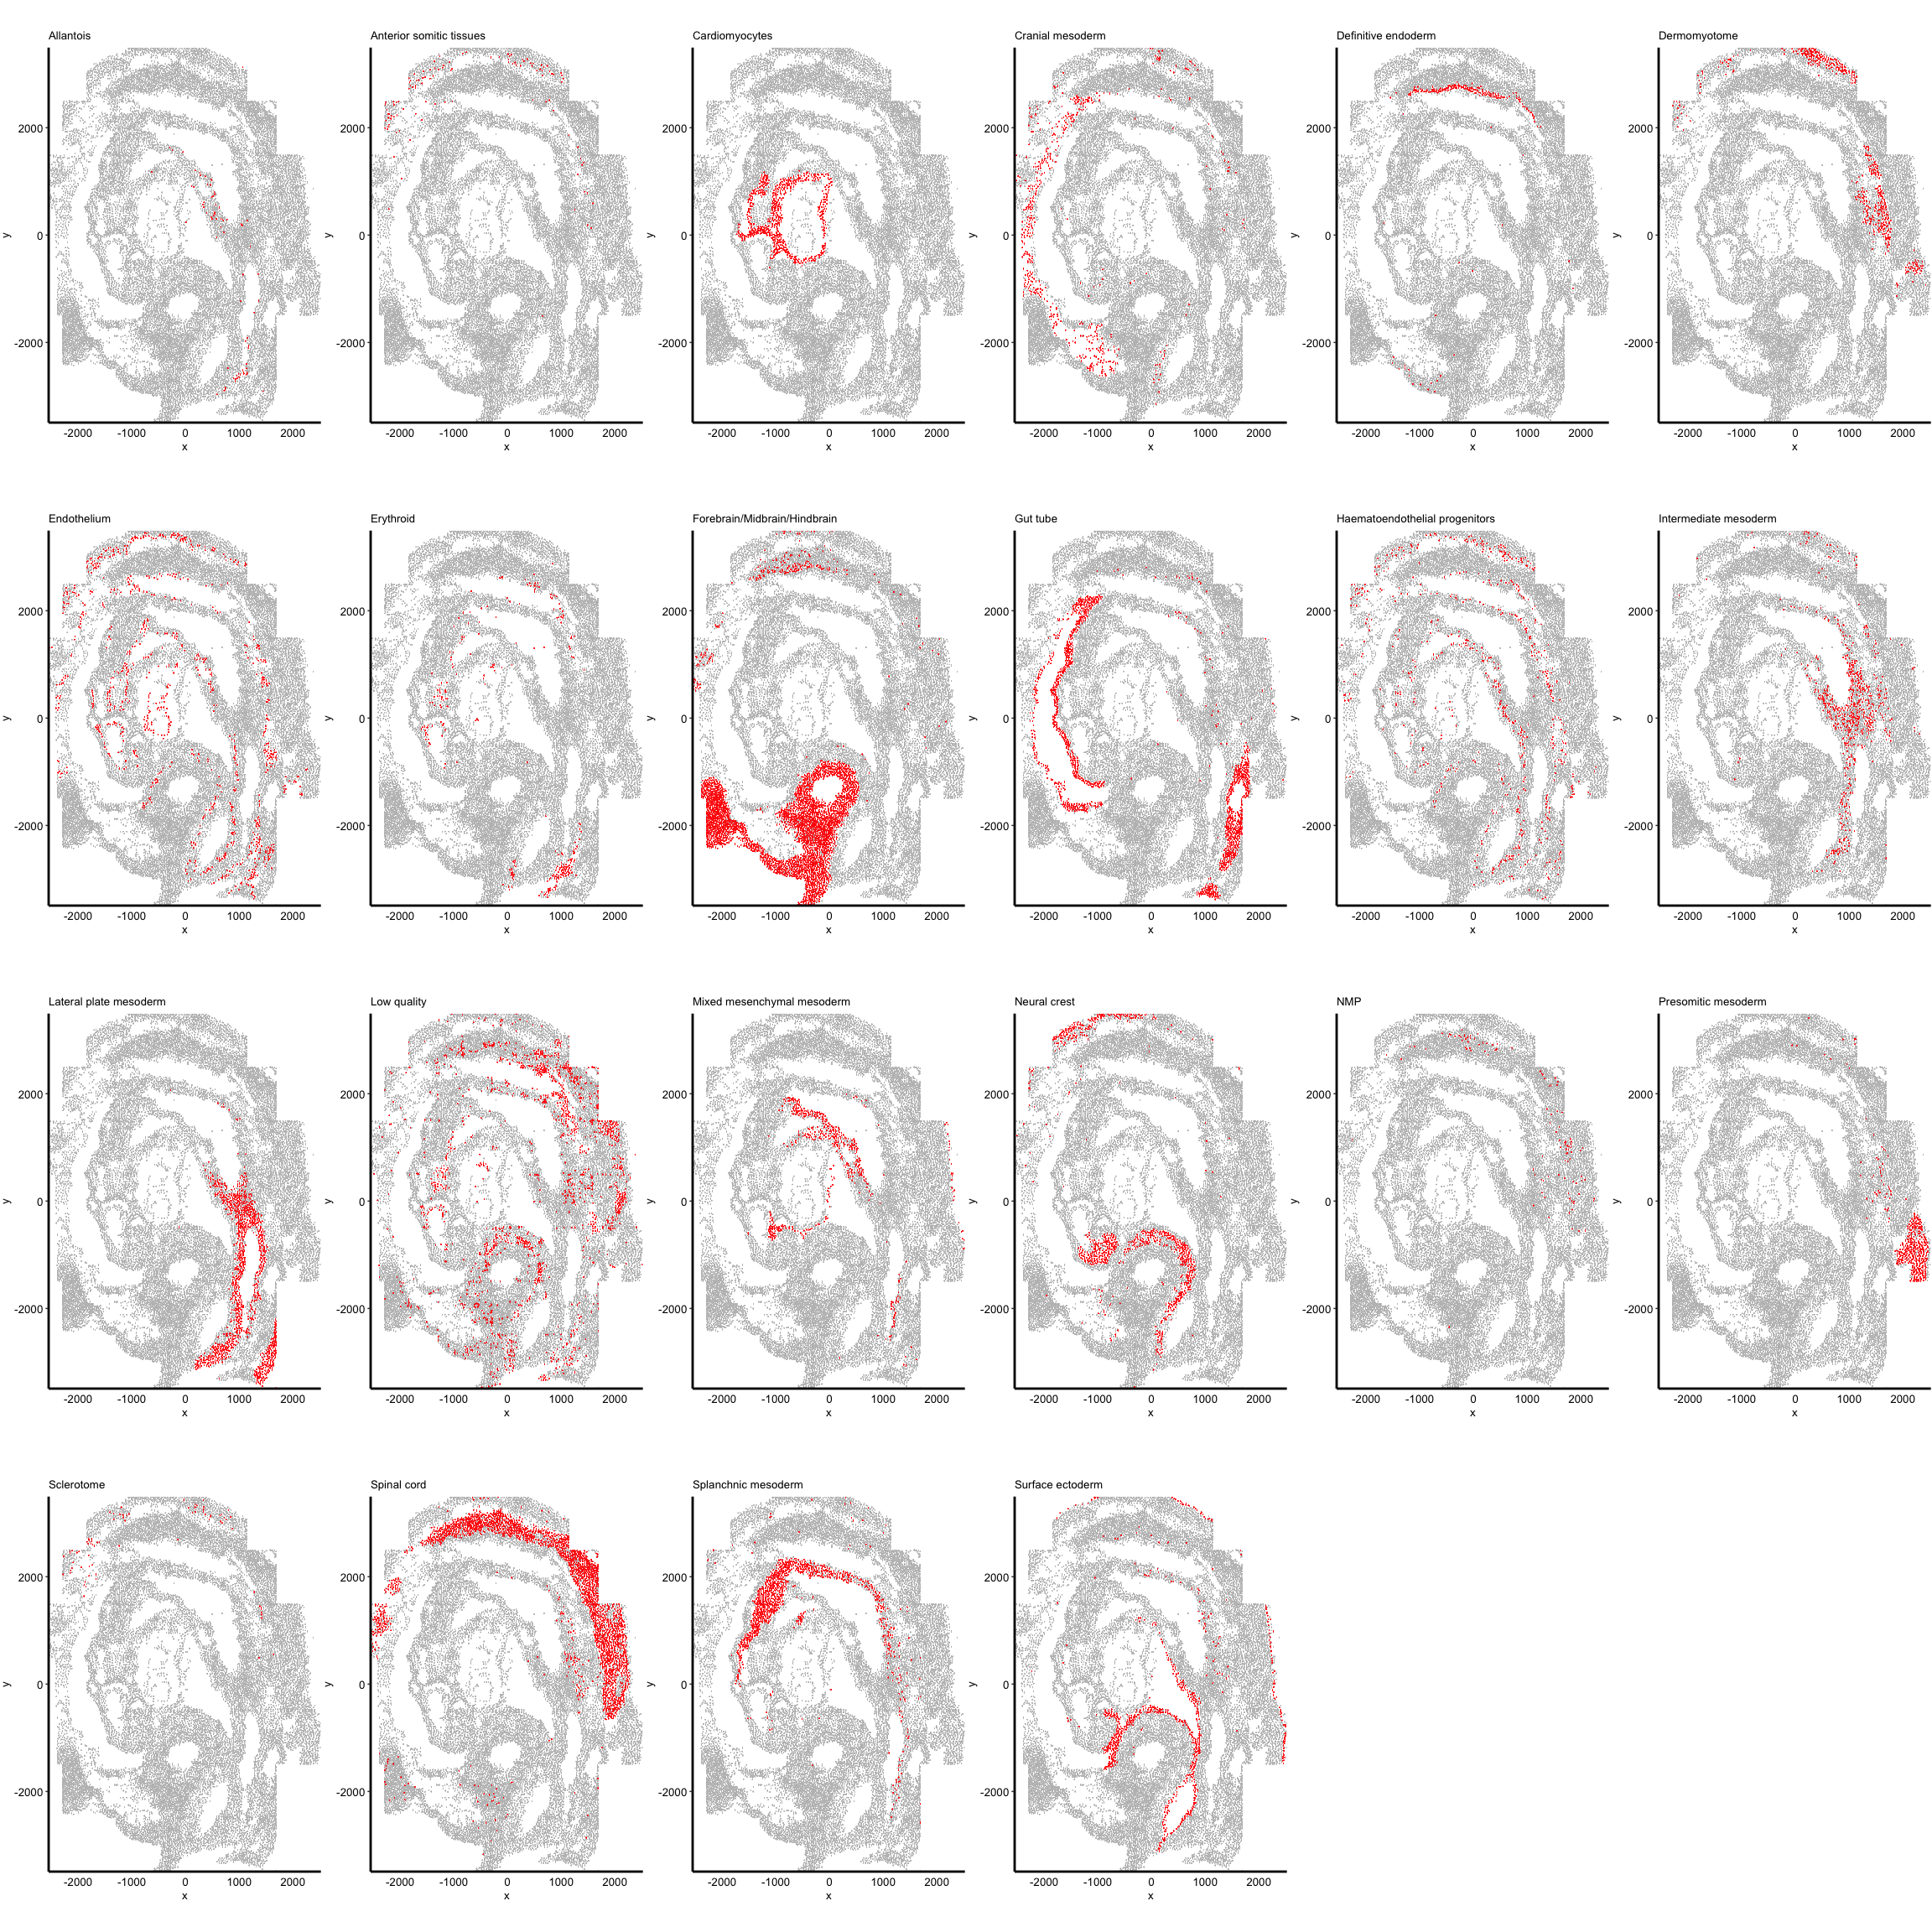 Allantois Anterior somitic tissues Cardiomyocytes Cranial mesoderm Definitive endoderm Dermomyotome
2000 2000 2000 2000 2000 2000
y 0 y 0 y 0 y 0 y 0 y 0
-2000 -2000 -2000 -2000 -2000 -2000
-2000 -1000 0 1000 2000 -2000 -1000 0 1000 2000 -2000 -1000 0 1000 2000 -2000 -1000 0 1000 2000 -2000 -1000 0 1000 2000 -2000 -1000 0 1000 2000
x x x x x x
Endothelium Erythroid Forebrain/Midbrain/Hindbrain Gut tube Haematoendothelial progenitors Intermediate mesoderm
2000 2000 2000 2000 2000 2000
y 0 y 0 y 0 y 0 y 0 y 0
-2000 -2000 -2000 -2000 -2000 -2000
-2000 -1000 0 1000 2000 -2000 -1000 0 1000 2000 -2000 -1000 0 1000 2000 -2000 -1000 0 1000 2000 -2000 -1000 0 1000 2000 -2000 -1000 0 1000 2000
x x x x x x
Lateral plate mesoderm Low quality Mixed mesenchymal mesoderm Neural crest NMP Presomitic mesoderm
2000 2000 2000 2000 2000 2000
y 0 y 0 y 0 y 0 y 0 y 0
-2000 -2000 -2000 -2000 -2000 -2000
-2000 -1000 0 1000 2000 -2000 -1000 0 1000 2000 -2000 -1000 0 1000 2000 -2000 -1000 0 1000 2000 -2000 -1000 0 1000 2000 -2000 -1000 0 1000 2000
x x x x x x
Sclerotome Spinal cord Splanchnic mesoderm Surface ectoderm
2000 2000 2000 2000
y 0 y 0 y 0 y 0
-2000 -2000 -2000 -2000
-2000 -1000 0 1000 2000 -2000 -1000 0 1000 2000 -2000 -1000 0 1000 2000 -2000 -1000 0 1000 2000
x x x x